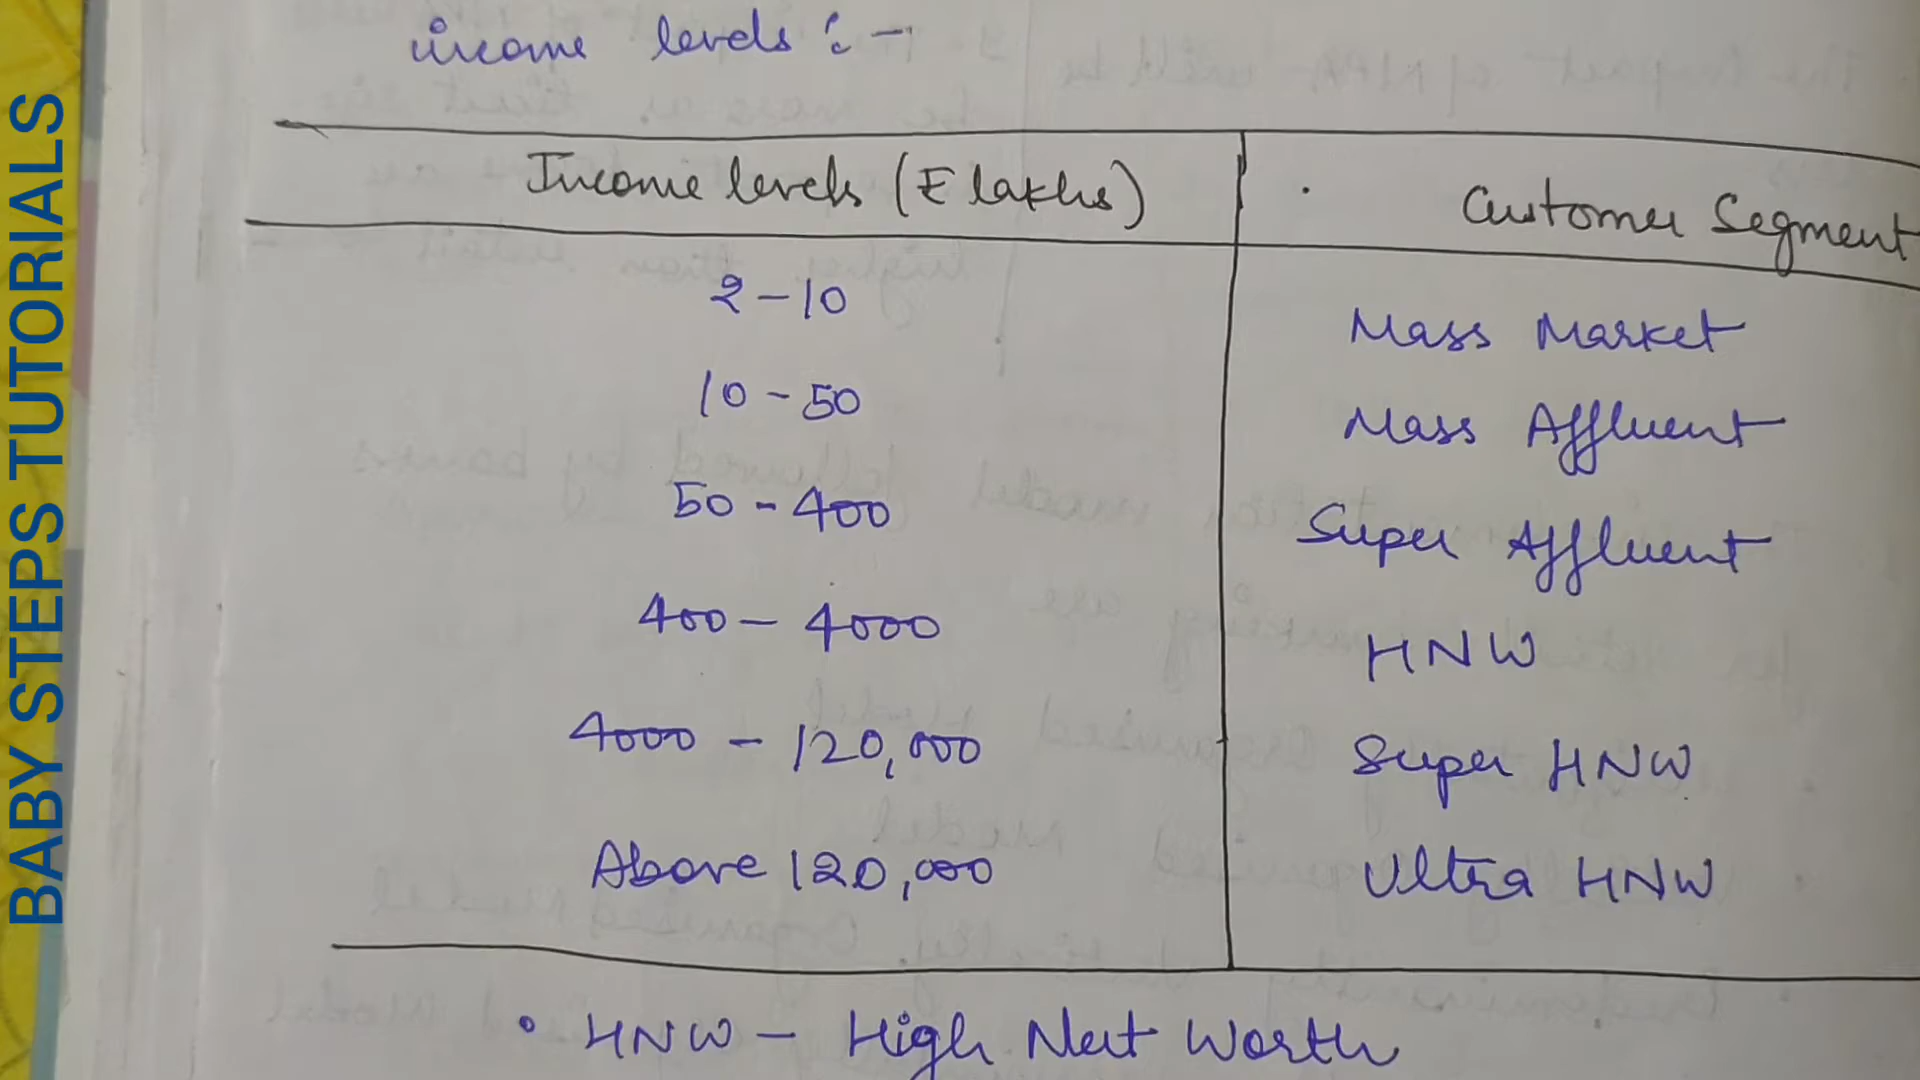 BABY STEPS TUTORIALS
income levels :-
Income levels (₹ lakhs) Customer Segment
2-10 Mass Market
10-50 Mass Affluent
50-400 Super Affluent
400-4000 HNW
4000-120,000 Super HNW
Above 120,000 Ultra HNW
• HNW - High Net Worth